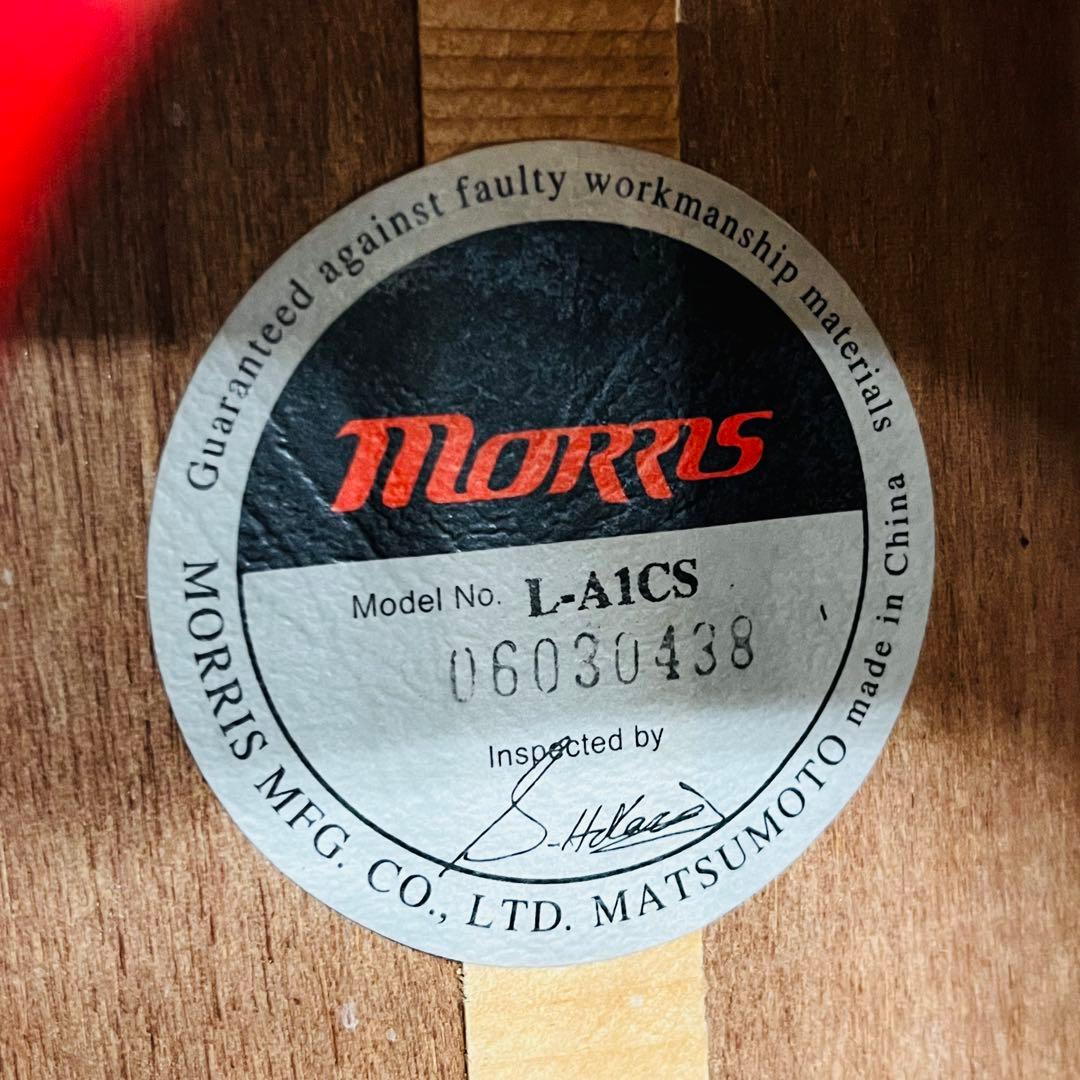 Guaranteed against faulty workmanship materials
MORRIS
Model No. L-A1CS
06030438
Inspected by
MORRIS MFG. CO., LTD. MATSUMOTO made in China